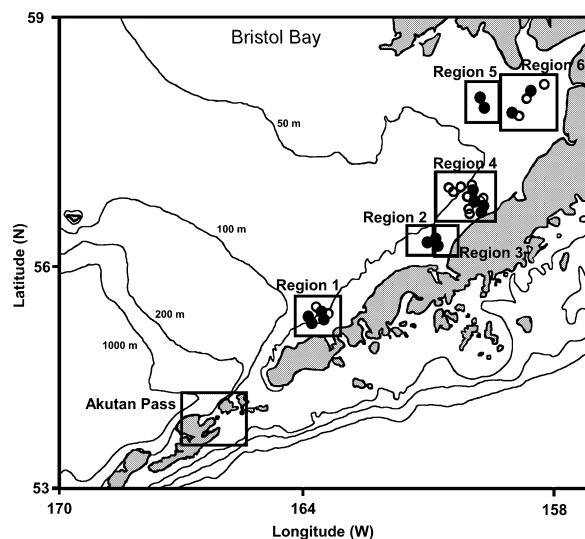 59
Bristol Bay
Region 5
Region 6
50 m
Region 4
100 m
Region 2
Region 3
Latitude (N)
56
Region 1
200 m
1000 m
Akutan Pass
53
170
164
158
Longitude (W)